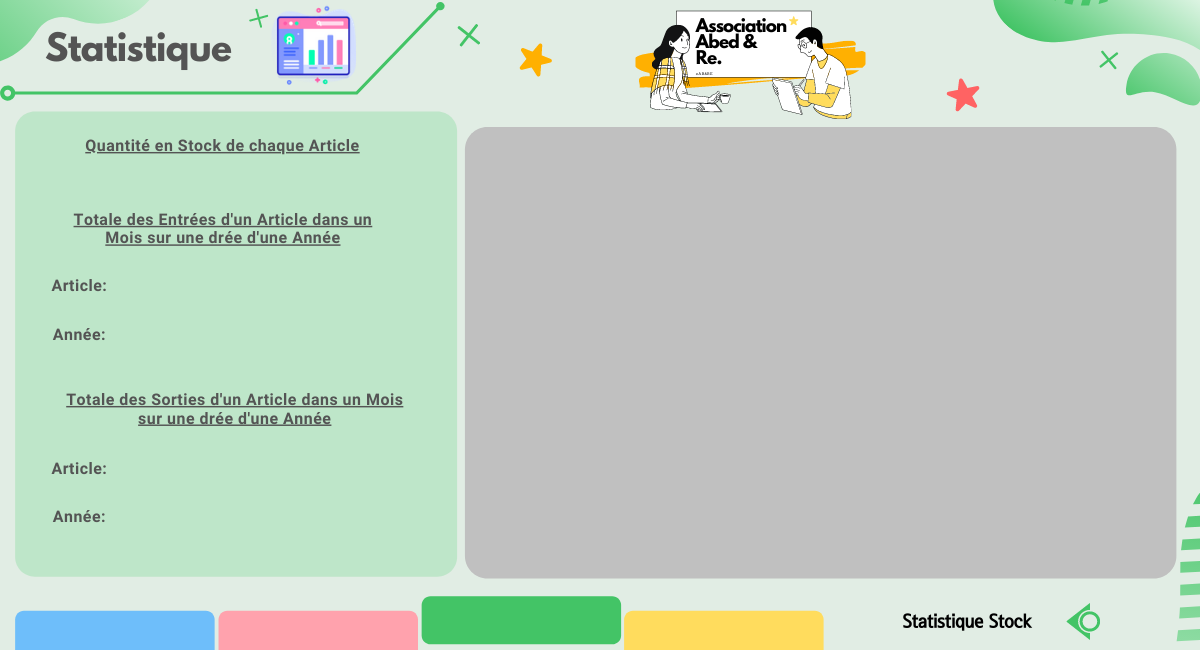 Statistique
Association
Abed &
Re.
Quantité en Stock de chaque Article
Totale des Entrées d'un Article dans un
Mois sur une drée d'une Année
Article:
Année:
Totale des Sorties d'un Article dans un Mois
sur une drée d'une Année
Article:
Année:
Statistique Stock